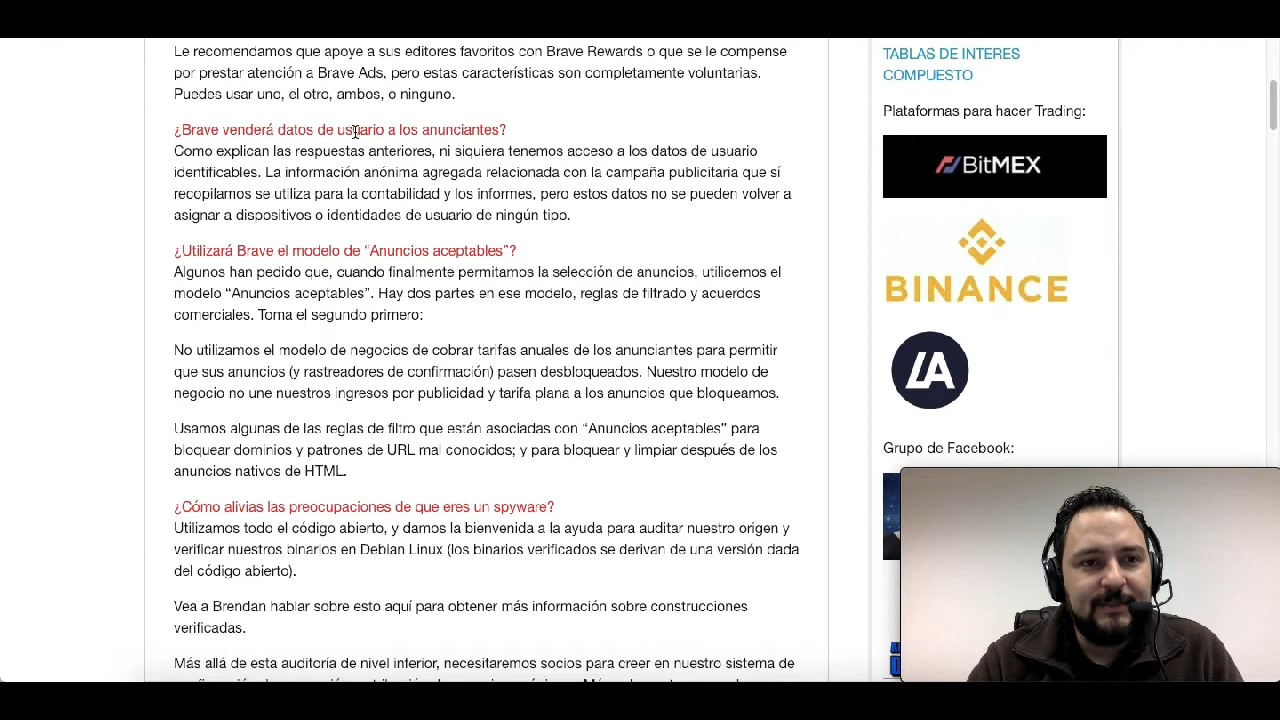 Le recomendamos que apoye a sus editores favoritos con Brave Rewards o que se le compense
por prestar atención a Brave Ads, pero estas características son completamente voluntarias.
Puedes usar uno, el otro, ambos, o ninguno.
¿Brave venderá datos de usuario a los anunciantes?
Como explican las respuestas anteriores, ni siquiera tenemos acceso a los datos de usuario
identificables. La información anónima agregada relacionada con la campaña publicitaria que sí
recopilamos se utiliza para la contabilidad y los informes, pero estos datos no se pueden volver a
asignar a dispositivos o identidades de usuario de ningún tipo.
¿Utilizará Brave el modelo de “Anuncios aceptables”?
Algunos han pedido que, cuando finalmente permitamos la selección de anuncios, utilicemos el
modelo “Anuncios aceptables”. Hay dos partes en ese modelo, reglas de filtrado y acuerdos
comerciales. Toma el segundo primero:
No utilizamos el modelo de negocios de cobrar tarifas anuales de los anunciantes para permitir
que sus anuncios (y rastreadores de confirmación) pasen desbloqueados. Nuestro modelo de
negocio no une nuestros ingresos por publicidad y tarifa plana a los anuncios que bloqueamos.
Usamos algunas de las reglas de filtro que están asociadas con “Anuncios aceptables” para
bloquear dominios y patrones de URL mal conocidos; y para bloquear y limpiar después de los
anuncios nativos de HTML.
¿Cómo alivias las preocupaciones de que eres un spyware?
Utilizamos todo el código abierto, y damos la bienvenida a la ayuda para auditar nuestro origen y
verificar nuestros binarios en Debian Linux (los binarios verificados se derivan de una versión dada
del código abierto).
Vea a Brendan hablar sobre esto aquí para obtener más información sobre construcciones
verificadas.
Más allá de esta auditoría de nivel inferior, necesitaremos socios para creer en nuestro sistema de
TABLAS DE INTERES
COMPUESTO
Plataformas para hacer Trading:
BitMEX
BINANCE
LA
Grupo de Facebook: